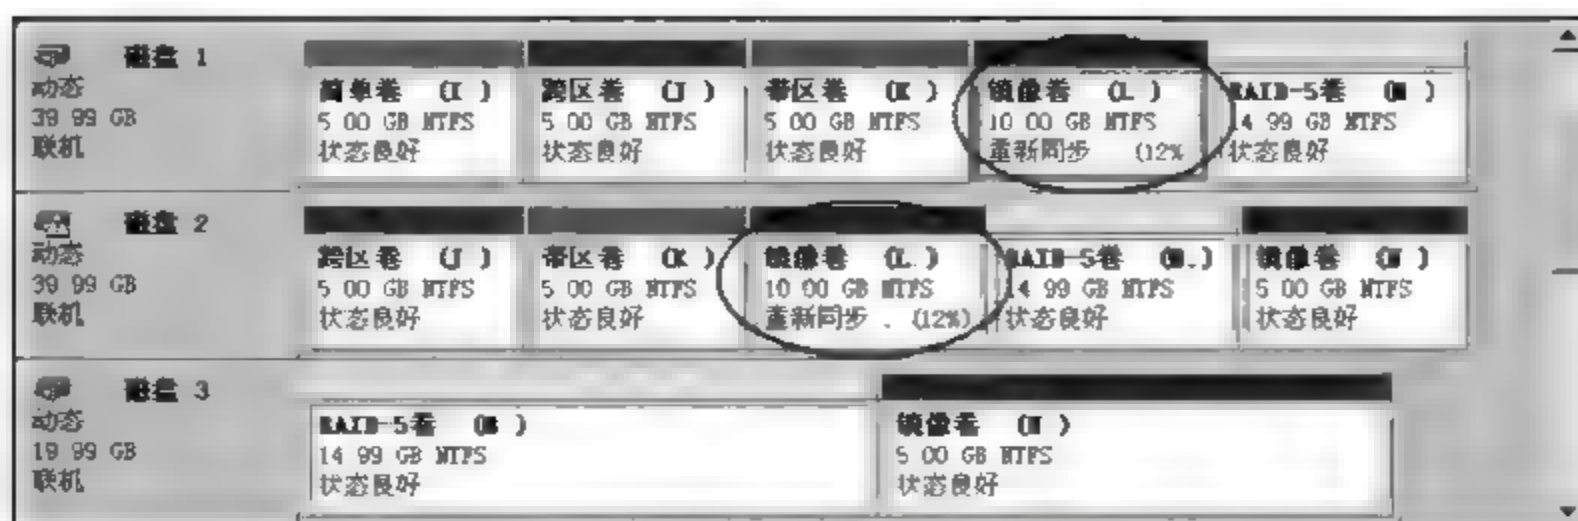 磁盘 1
动态
39 99 GB
联机
简单卷 (I )
5 00 GB NTFS
状态良好
跨区卷 (J )
5 00 GB NTFS
状态良好
带区卷 (K )
5 00 GB NTFS
状态良好
镜像卷 (L )
10 00 GB NTFS
重新同步 (12%
RAID-5卷 (M )
14 99 GB NTFS
状态良好
磁盘 2
动态
39 99 GB
联机
跨区卷 (J )
5 00 GB NTFS
状态良好
带区卷 (K )
5 00 GB NTFS
状态良好
镜像卷 (L )
10 00 GB NTFS
重新同步 . (12%)
RAID-5卷 (M.)
14 99 GB NTFS
状态良好
镜像卷 (N )
5 00 GB NTFS
状态良好
磁盘 3
动态
19 99 GB
联机
RAID-5卷 (M )
14 99 GB NTFS
状态良好
镜像卷 (N )
5 00 GB NTFS
状态良好